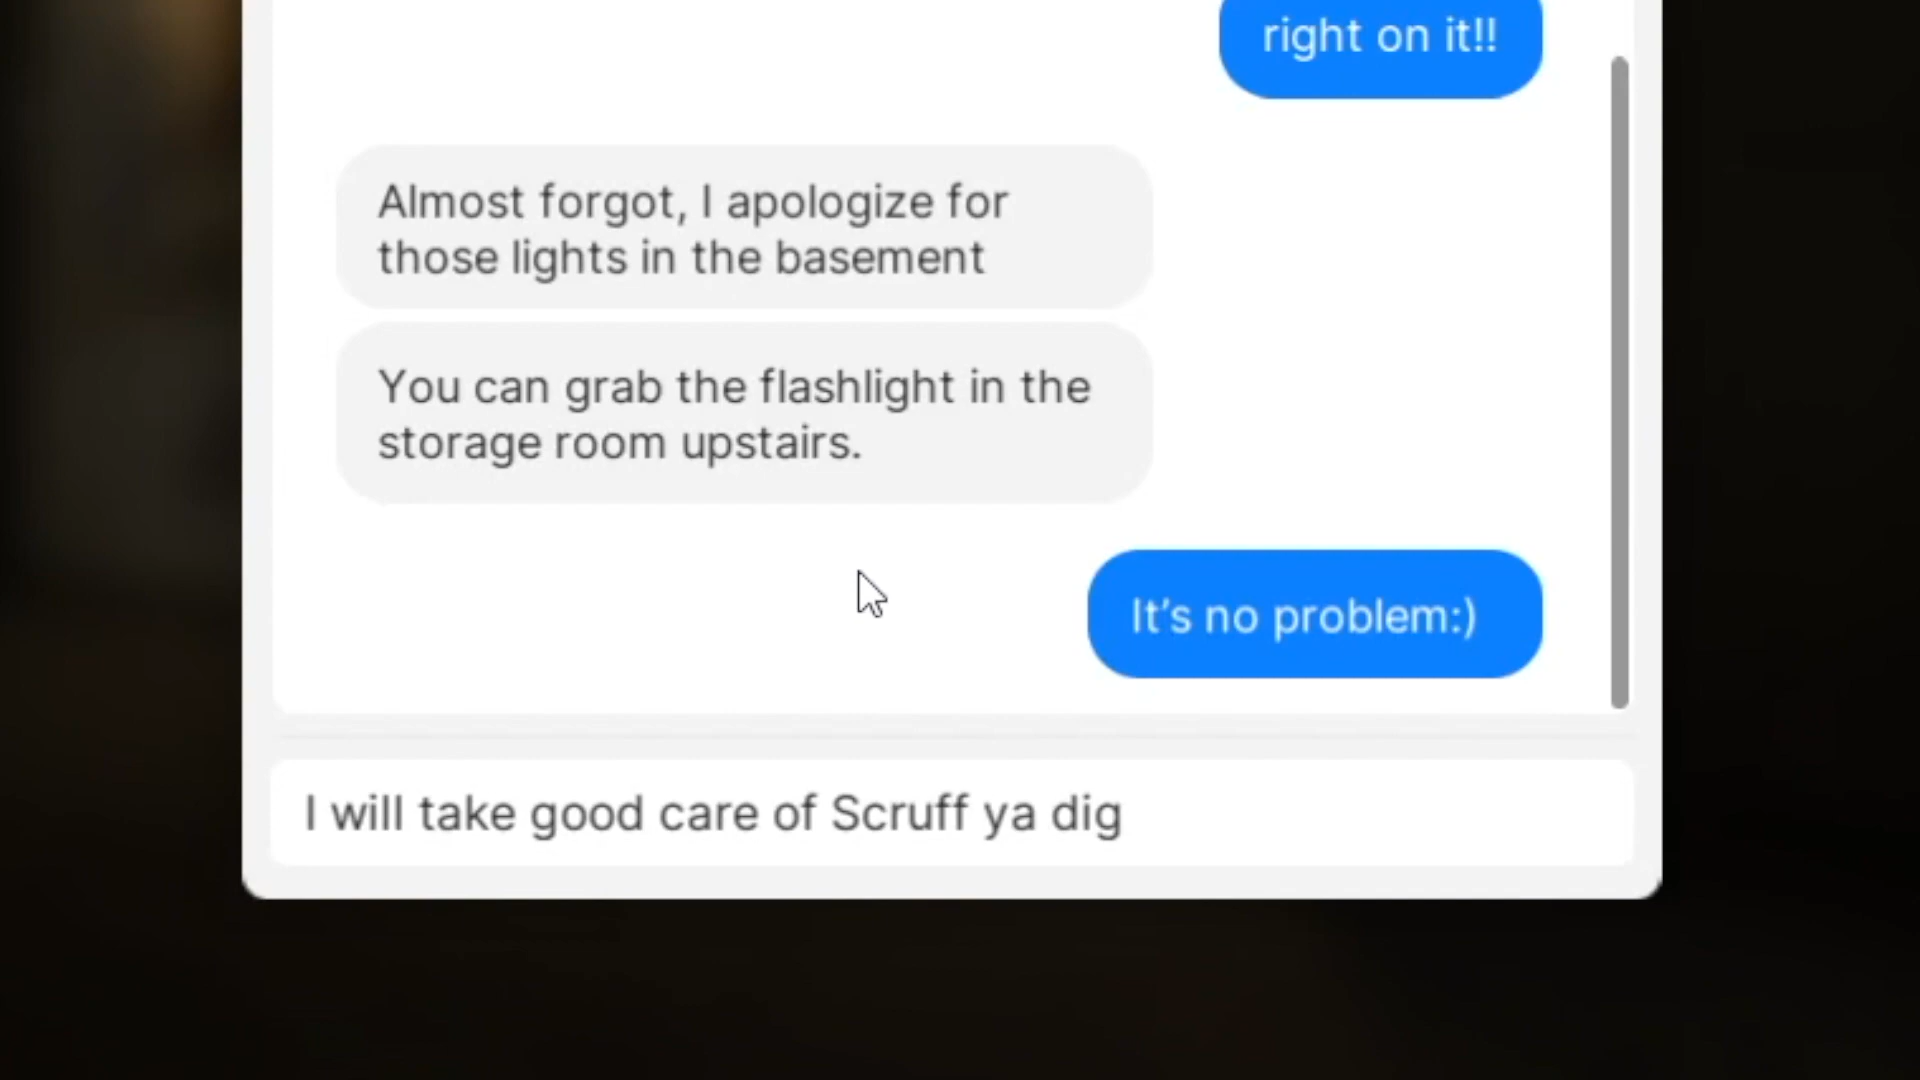 right on it!!
Almost forgot, I apologize for
those lights in the basement
You can grab the flashlight in the
storage room upstairs.
It’s no problem:)
I will take good care of Scruff ya dig